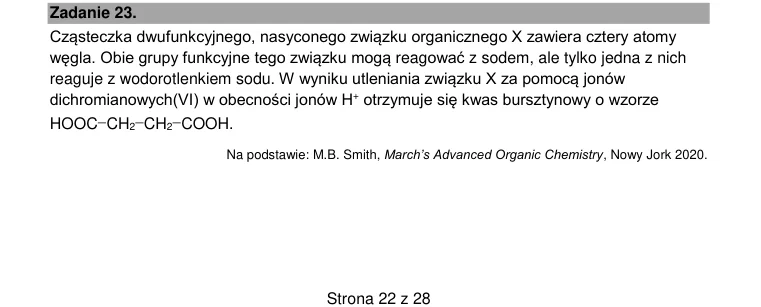 Zadanie 23.
Cząsteczka dwufunkcyjnego, nasyconego związku organicznego X zawiera cztery atomy
węgla. Obie grupy funkcyjne tego związku mogą reagować z sodem, ale tylko jedna z nich
reaguje z wodorotlenkiem sodu. W wyniku utleniania związku X za pomocą jonów
dichromianowych(VI) w obecności jonów H⁺ otrzymuje się kwas bursztynowy o wzorze
HOOC–CH₂–CH₂–COOH.
Na podstawie: M.B. Smith, March's Advanced Organic Chemistry, Nowy Jork 2020.
Strona 22 z 28